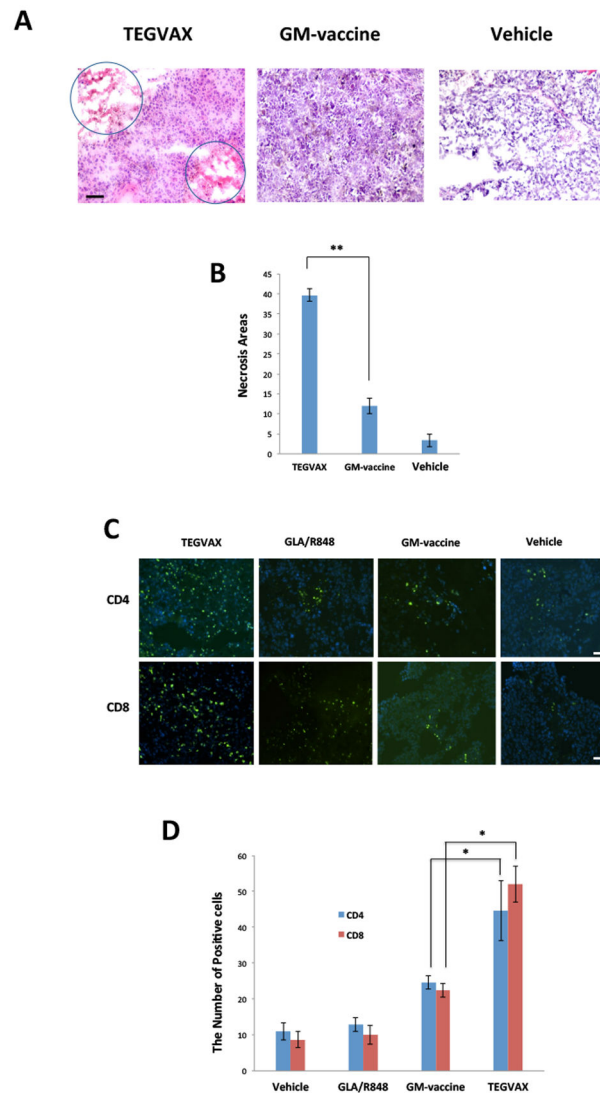 A
TEGVAX GM-vaccine Vehicle
B
**
45
40
35
30
25
20
15
10
5
0
Necrosis Areas
TEGVAX GM-vaccine Vehicle
C
TEGVAX GLA/R848 GM-vaccine Vehicle
CD4
CD8
D
*
*
60
50
40
30
20
10
0
The Number of Positive cells
CD4
CD8
Vehicle GLA/R848 GM-vaccine TEGVAX